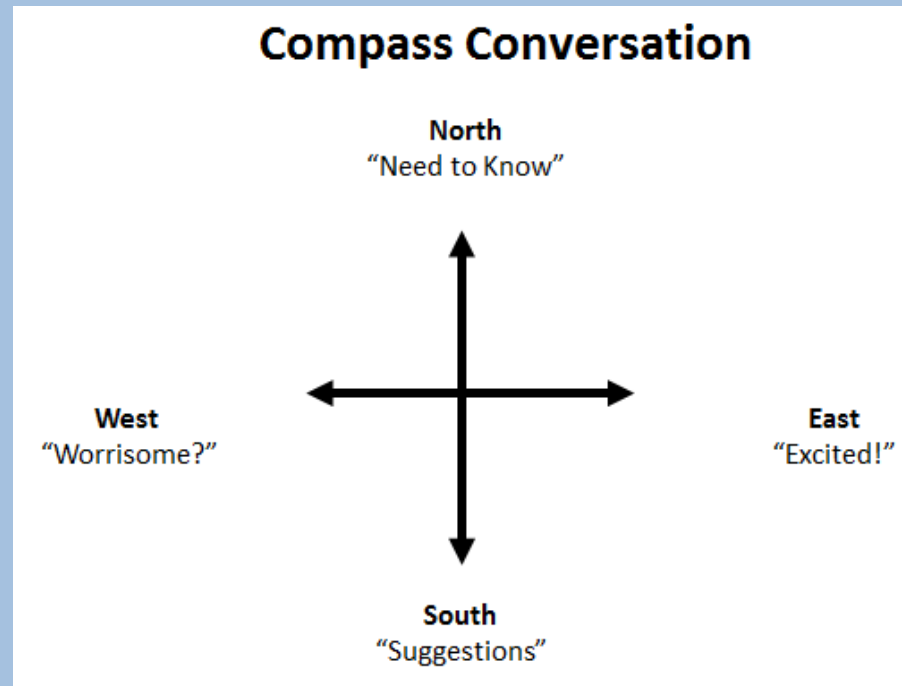 Compass Conversation
North
“Need to Know”
West
“Worrisome?”
East
“Excited!”
South
“Suggestions”